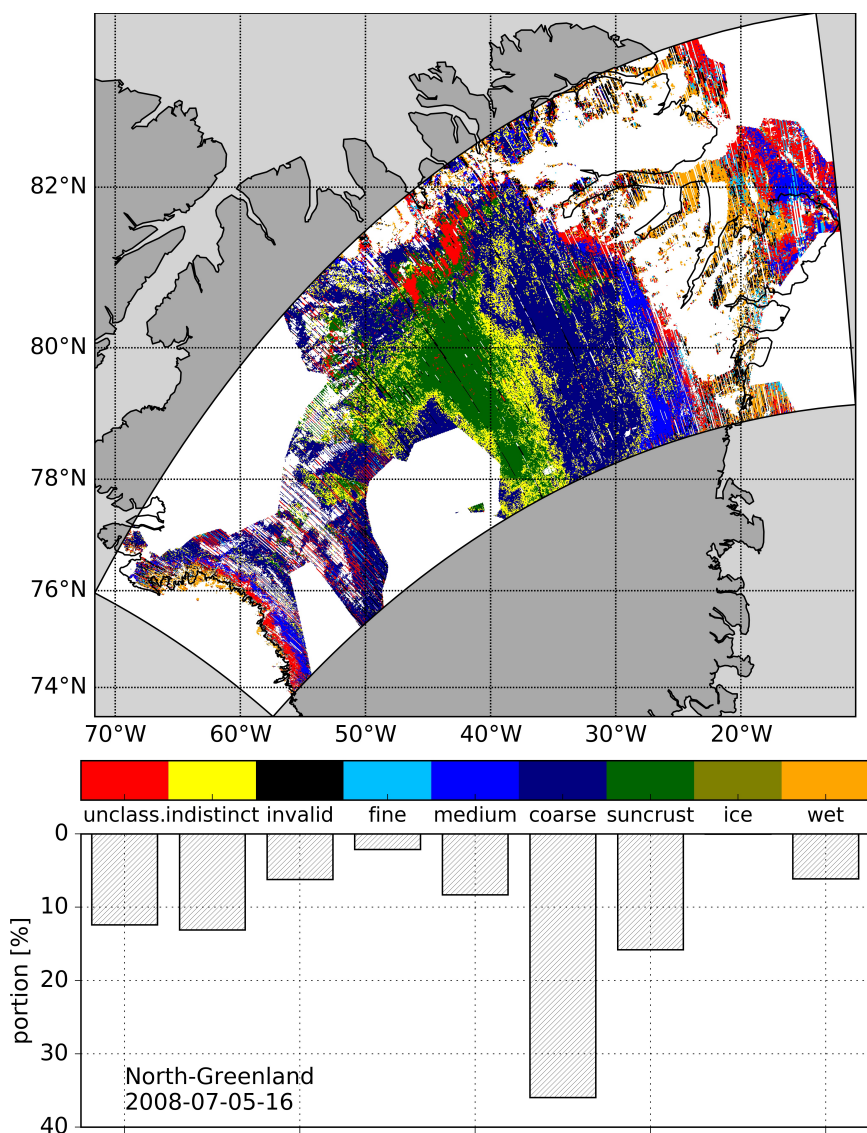 82°N
80°N
78°N
76°N
74°N
70°W 60°W 50°W 40°W 30°W 20°W
unclass. indistinct invalid fine medium coarse suncrust ice wet
0
10
20
30
40
portion [%]
North-Greenland
2008-07-05-16